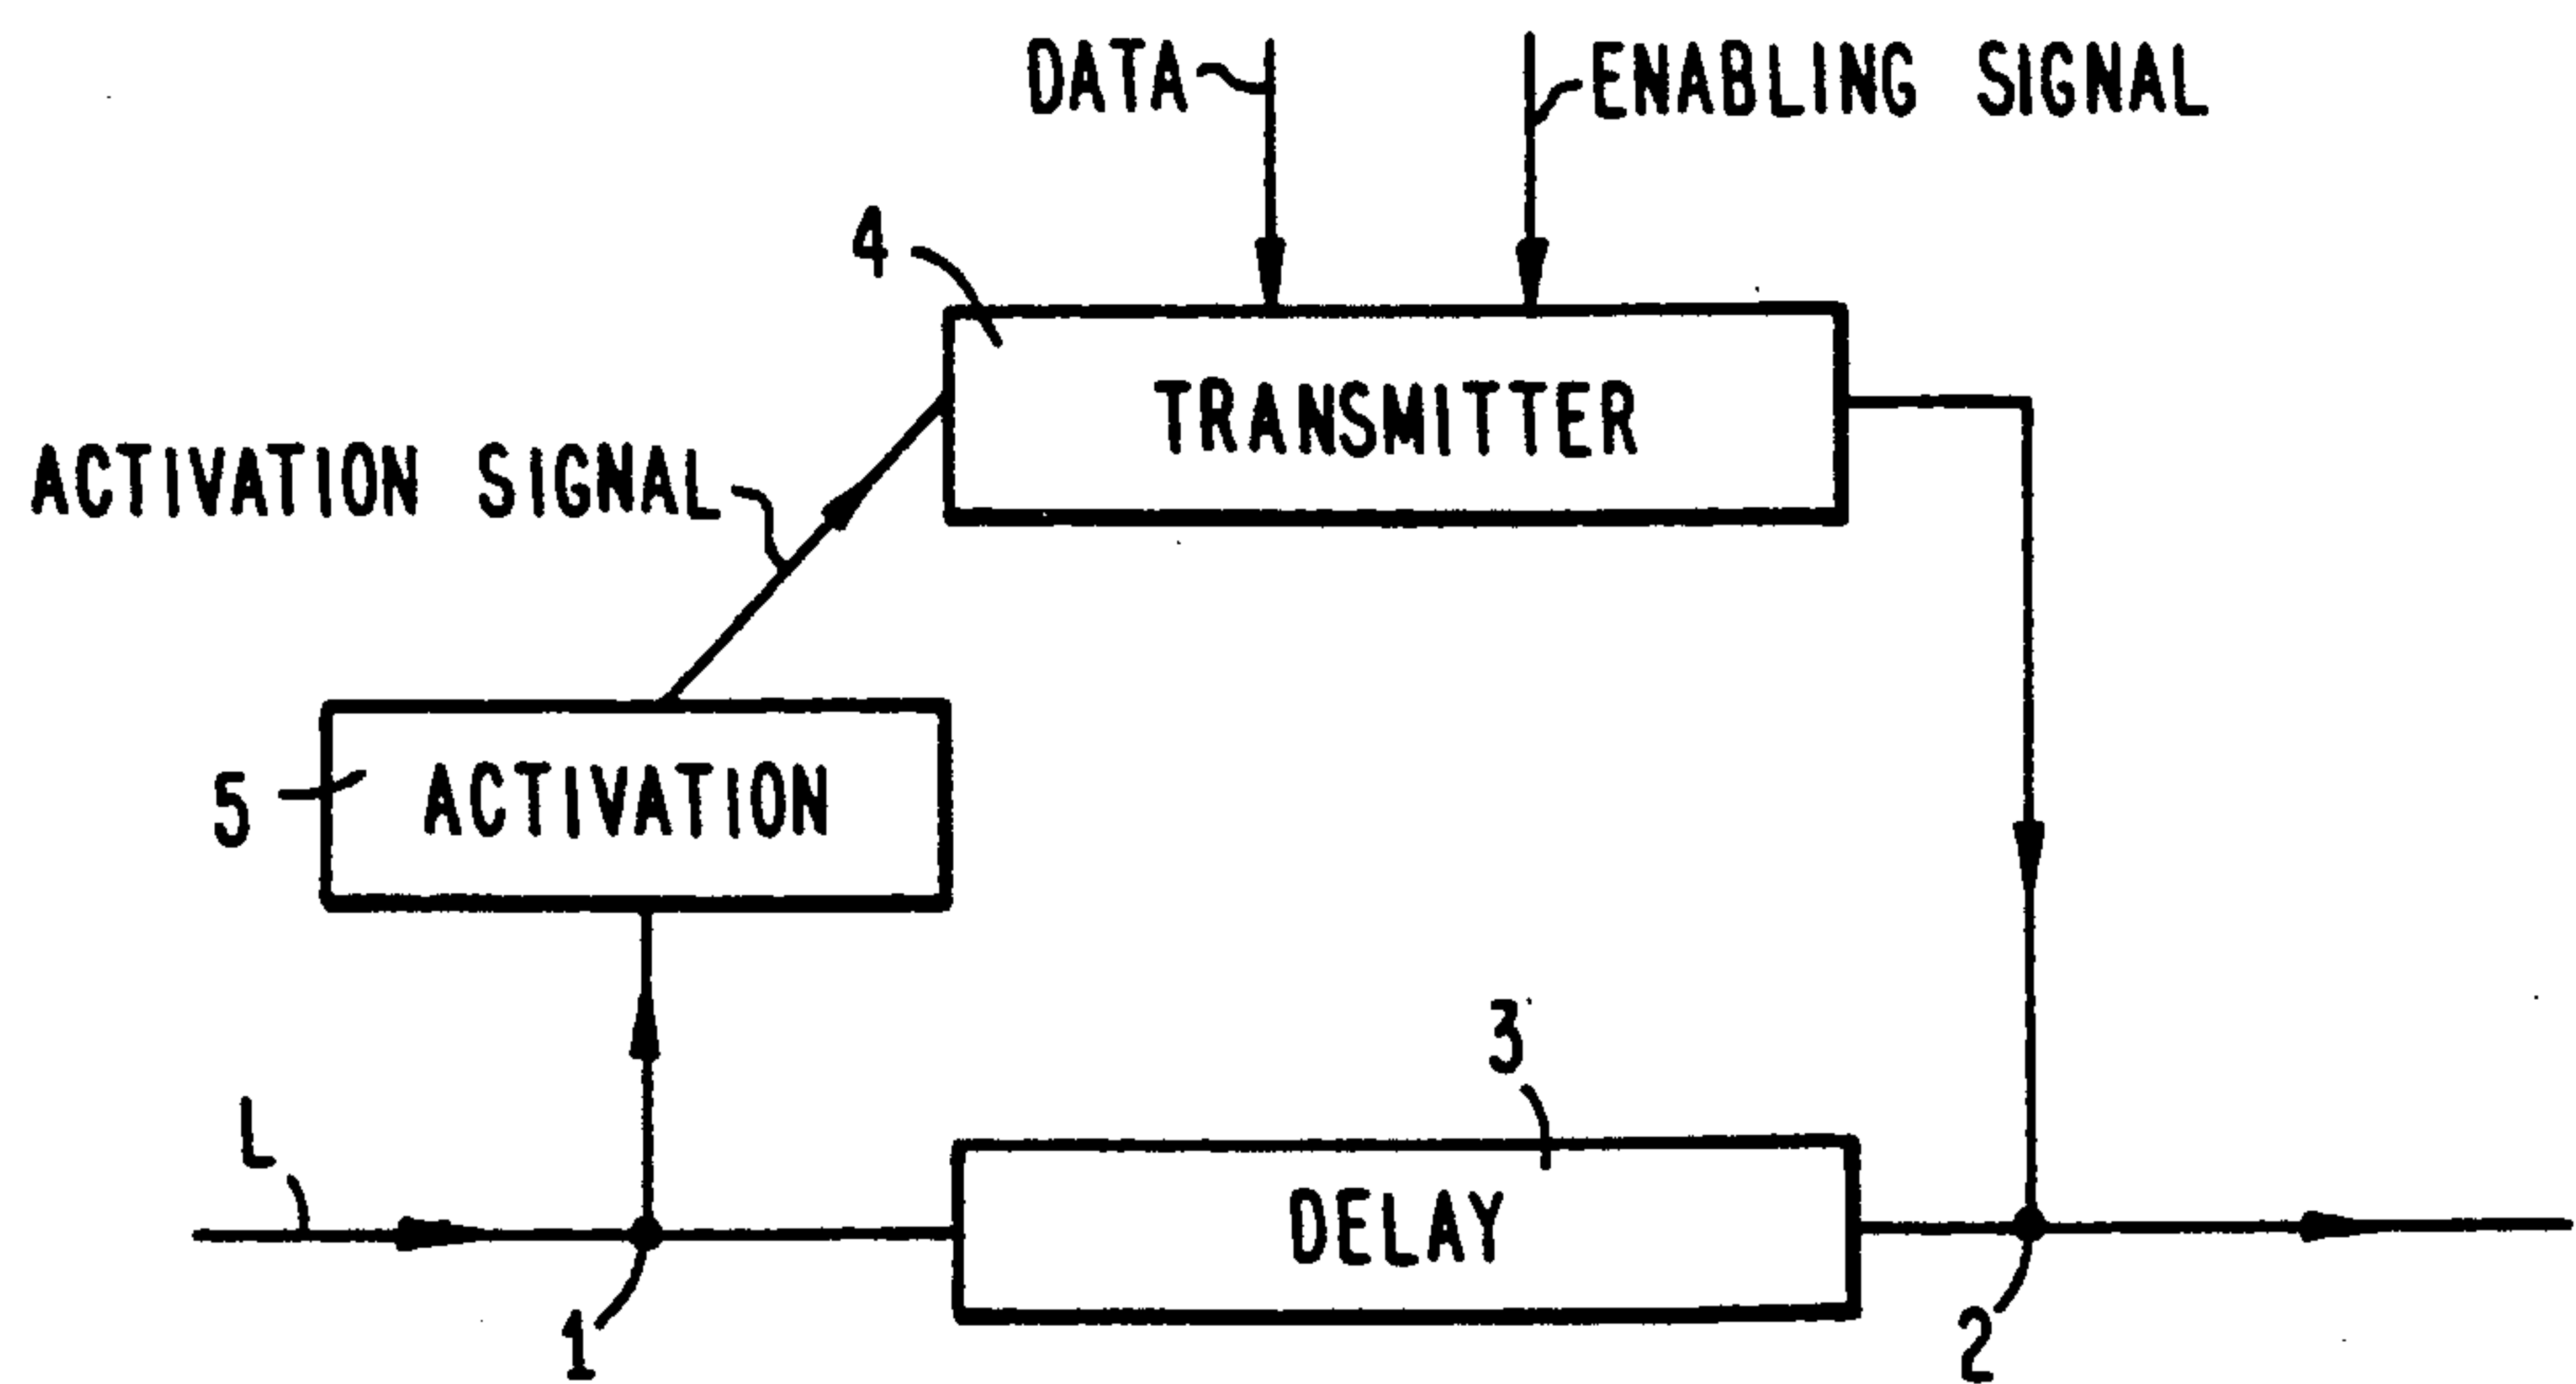 DATA
ENABLING SIGNAL
4
TRANSMITTER
ACTIVATION SIGNAL
5
ACTIVATION
3
L
DELAY
1
2